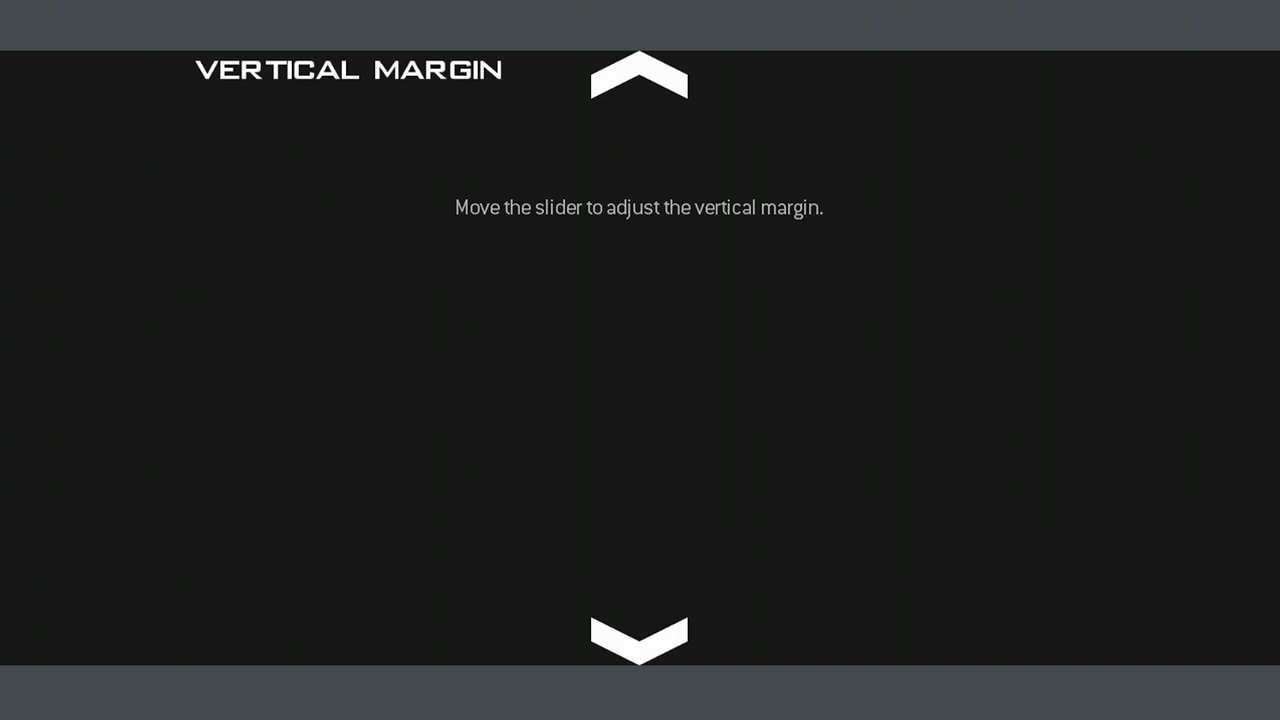 VERTICAL MARGIN
Move the slider to adjust the vertical margin.